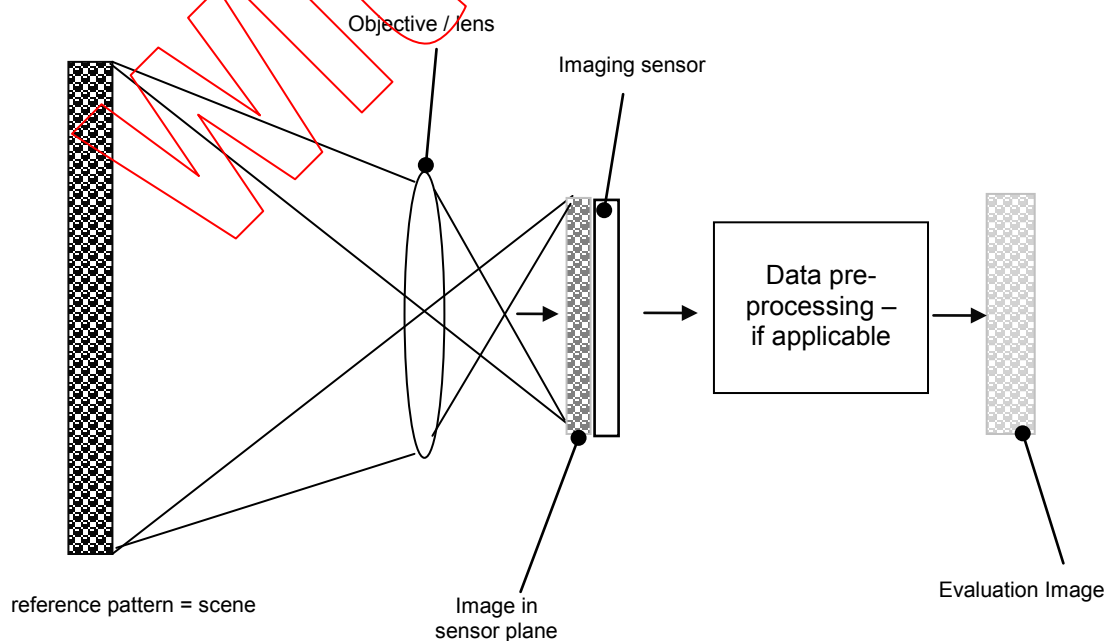 Objective / lens
Imaging sensor
Data pre-
processing –
if applicable
reference pattern = scene
Image in
sensor plane
Evaluation Image